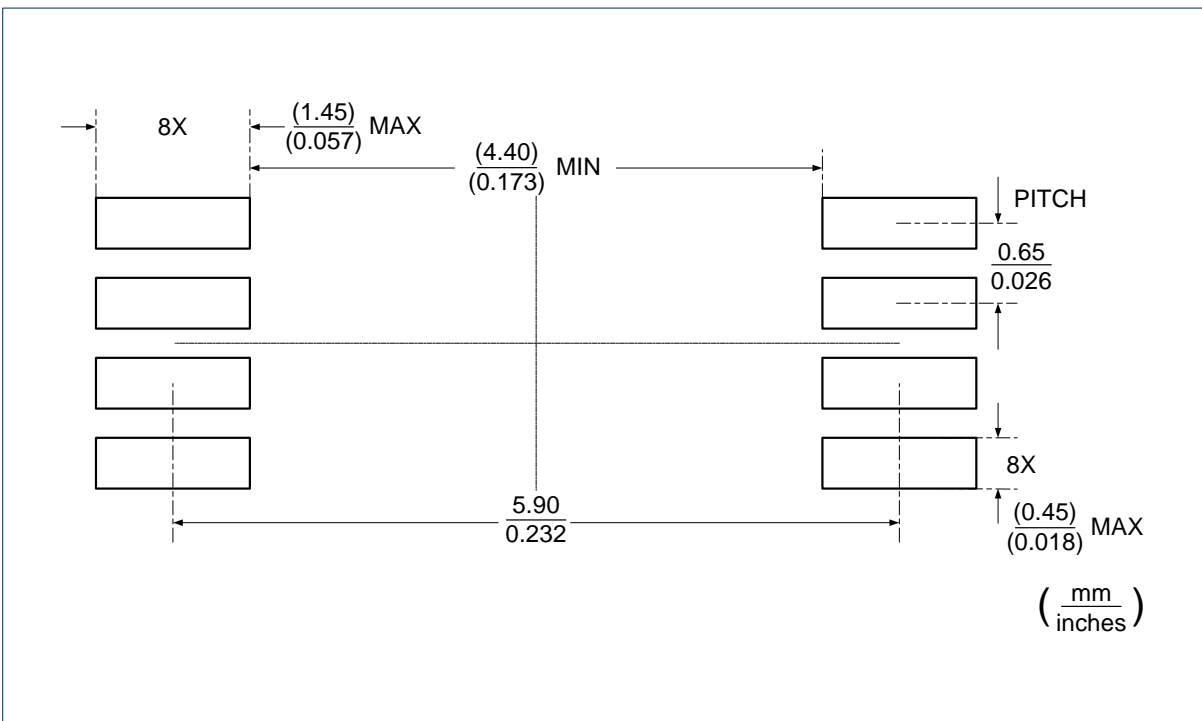 8X
(1.45)
(0.057)
MAX
(4.40)
(0.173)
MIN
PITCH
0.65
0.026
8X
5.90
0.232
(0.45)
(0.018)
MAX
(mm
inches)